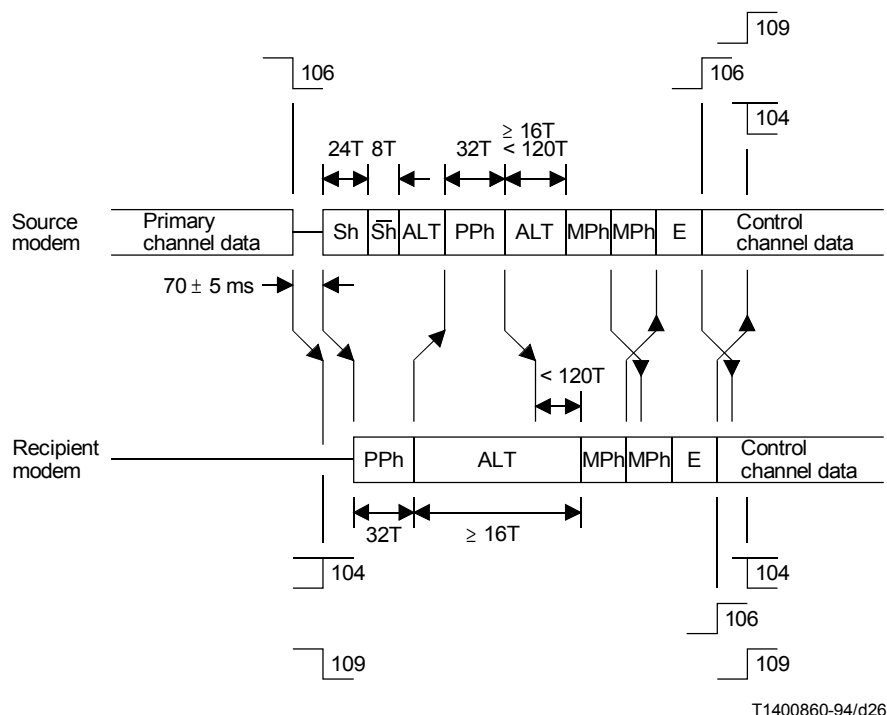 109
106
106
104
≥ 16T
24T 8T 32T < 120T
Source modem
Primary channel data
Sh
S̅h̅
ALT
PPh
ALT
MPh
MPh
E
Control channel data
70 ± 5 ms
< 120T
Recipient modem
PPh
ALT
MPh
MPh
E
Control channel data
32T
≥ 16T
104
104
106
109
109
T1400860-94/d26